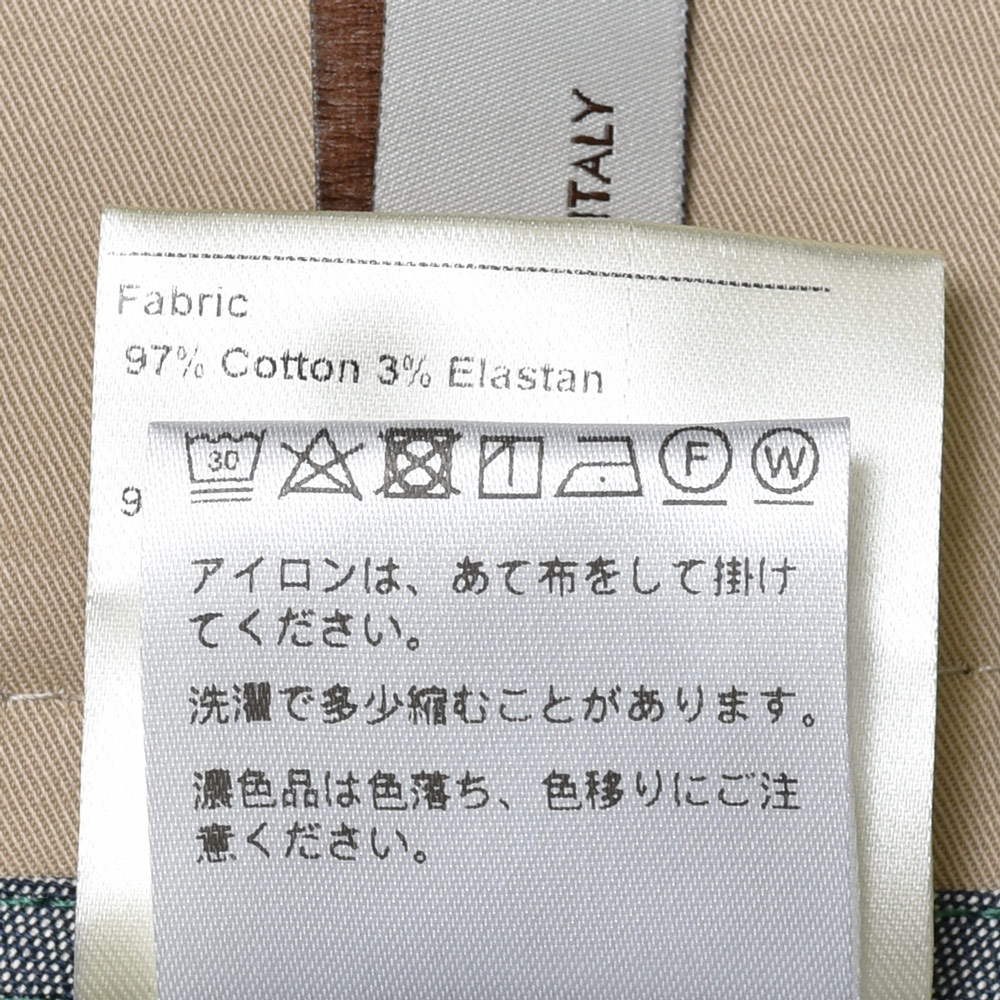 ITALY
Fabric
97% Cotton 3% Elastan
9
30
F
W
アイロンは、あて布をして掛け
てください。
洗濯で多少縮むことがあります。
濃色品は色落ち、色移りにご注
意ください。